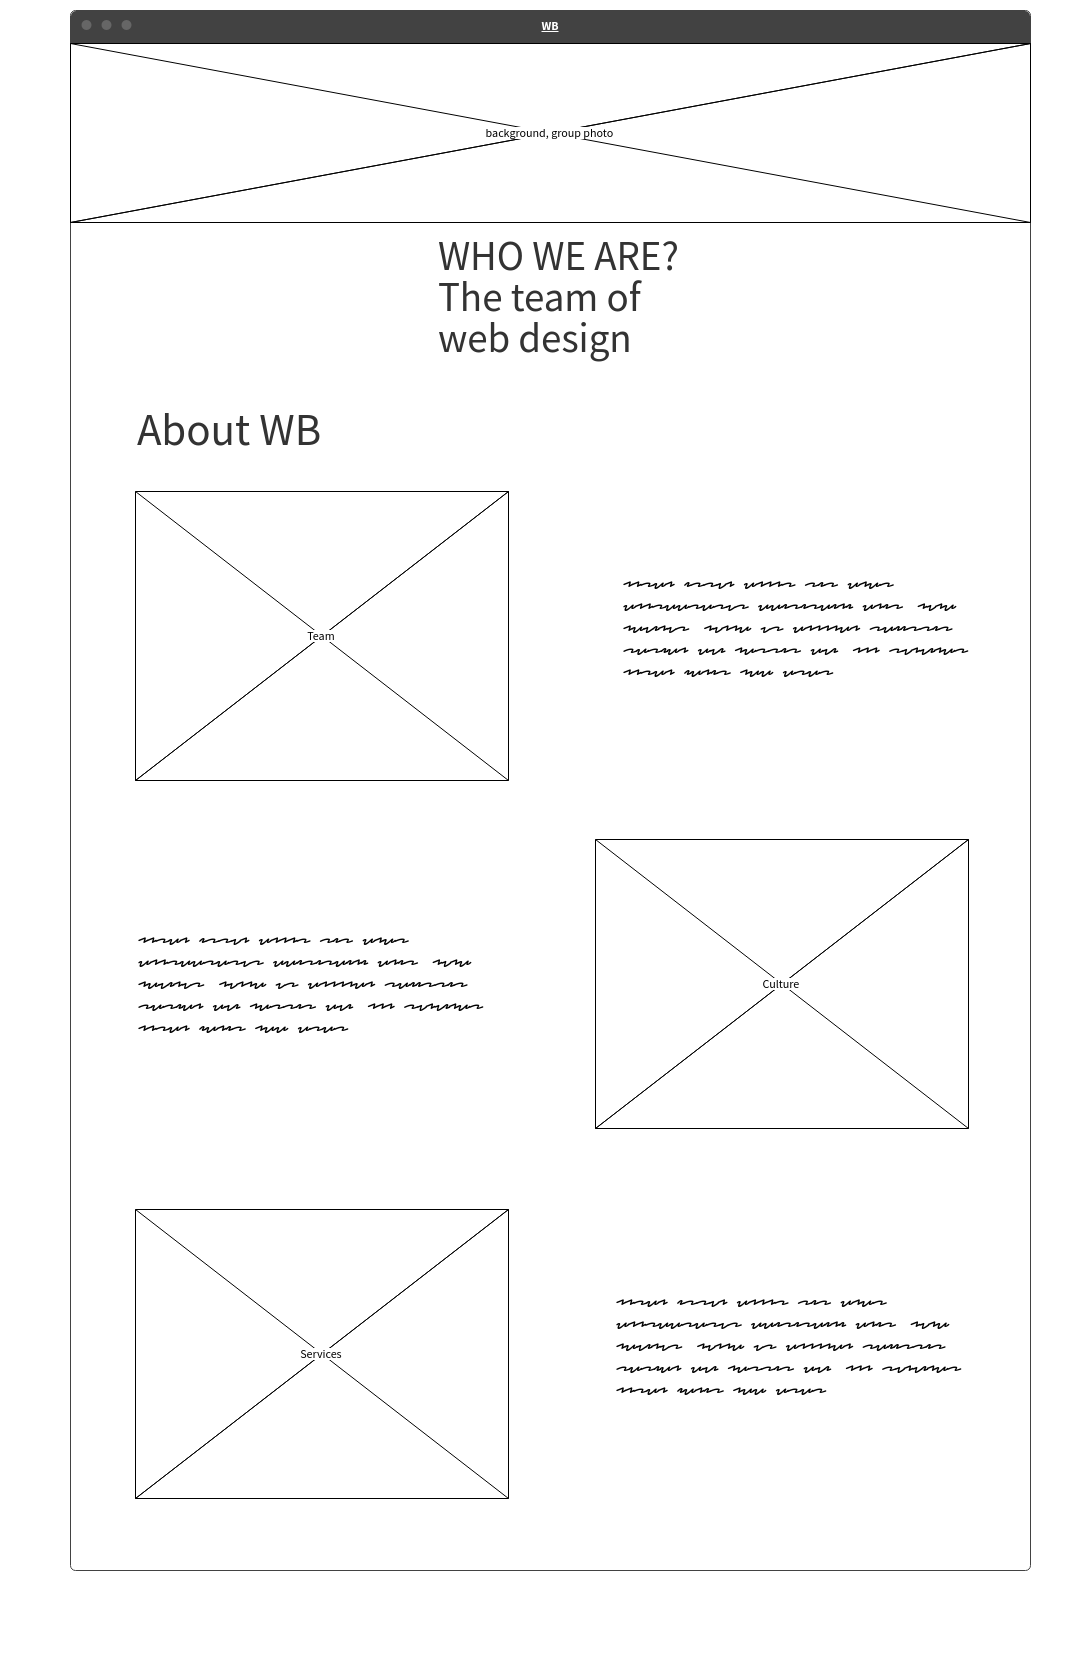 WB
background, group photo
WHO WE ARE?
The team of
web design
About WB
Team
Culture
Services